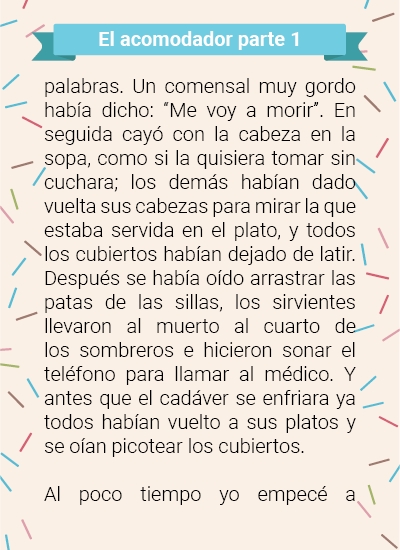 El acomodador parte 1
palabras. Un comensal muy gordo
había dicho: “Me voy a morir”. En
seguida cayó con la cabeza en la
sopa, como si la quisiera tomar sin
cuchara; los demás habían dado
vuelta sus cabezas para mirar la que
estaba servida en el plato, y todos
los cubiertos habían dejado de latir.
Después se había oído arrastrar las
patas de las sillas, los sirvientes
llevaron al muerto al cuarto de
los sombreros e hicieron sonar el
teléfono para llamar al médico. Y
antes que el cadáver se enfriara ya
todos habían vuelto a sus platos y
se oían picotear los cubiertos.
Al poco tiempo yo empecé a